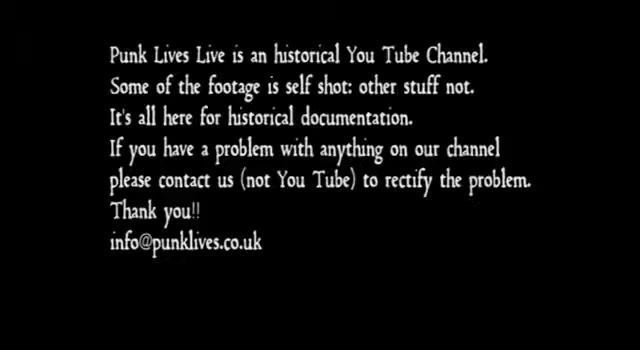 Punk Lives Live is an historical You Tube Channel.
Some of the footage is self shot: other stuff not.
It's all here for historical documentation.
If you have a problem with anything on our channel
please contact us (not You Tube) to rectify the problem.
Thank you!!
info@punklives.co.uk